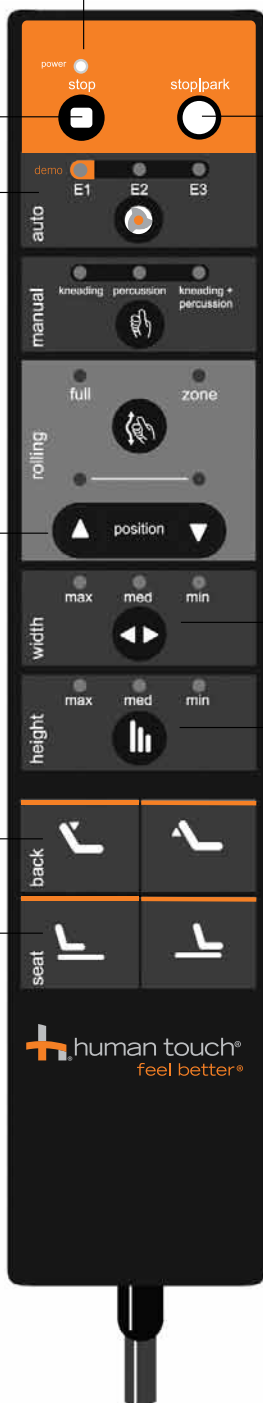 power
stop stop|park
demo
E1 E2 E3
auto
manual
kneading percussion kneading +
percussion
rolling
full zone
position
width
max med min
height
max med min
back
seat
human touch®
feel better®